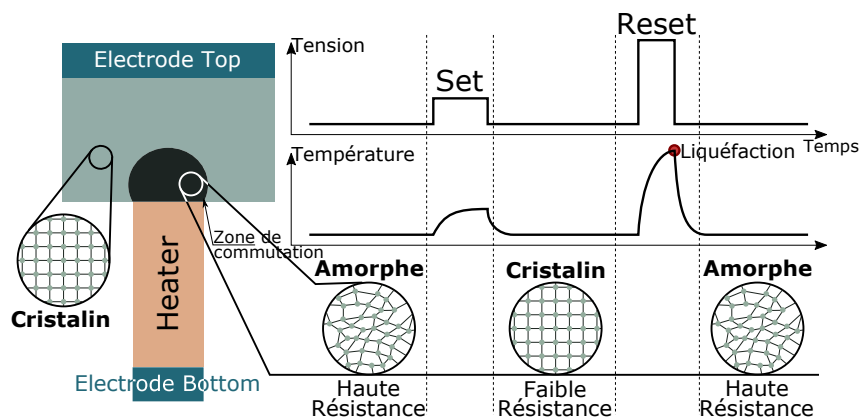 Electrode Top
Cristalin
Heater
Zone de
commutation
Electrode Bottom
Tension
Set
Reset
Temps
Température
Liquéfaction
Amorphe
Cristalin
Amorphe
Haute
Résistance
Faible
Résistance
Haute
Résistance